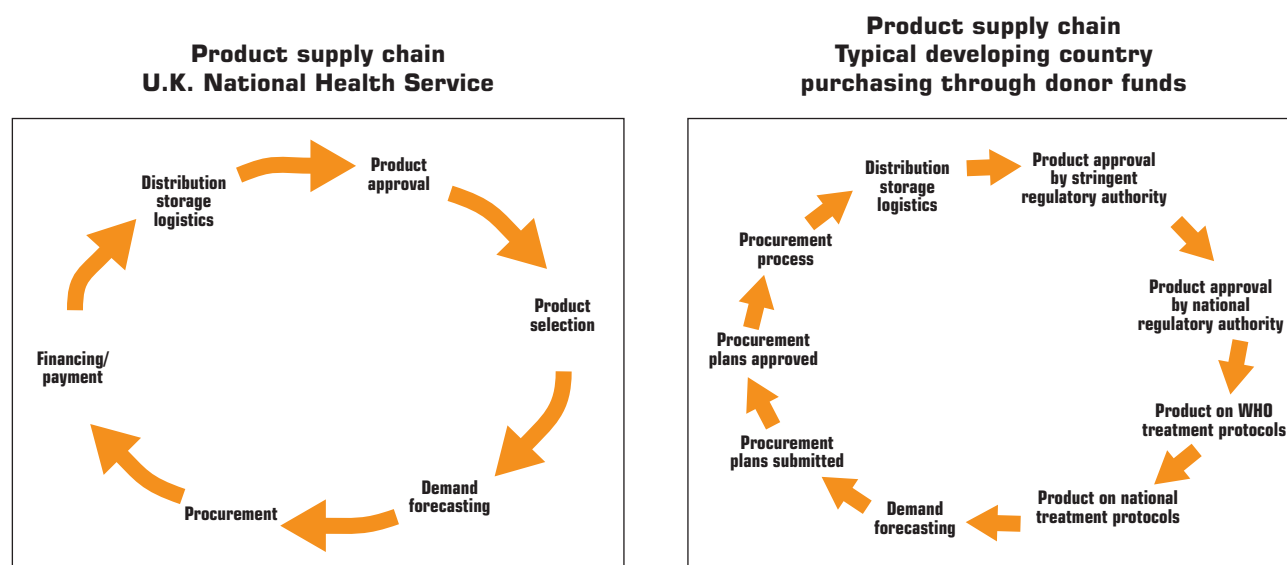 Product supply chain
U.K. National Health Service
Product
approval
Product
selection
Demand
forecasting
Procurement
Financing/
payment
Distribution
storage
logistics
Product supply chain
Typical developing country
purchasing through donor funds
Product approval
by stringent
regulatory authority
Product approval
by national
regulatory authority
Product on WHO
treatment protocols
Product on national
treatment protocols
Demand
forecasting
Procurement
plans submitted
Procurement
plans approved
Procurement
process
Distribution
storage
logistics